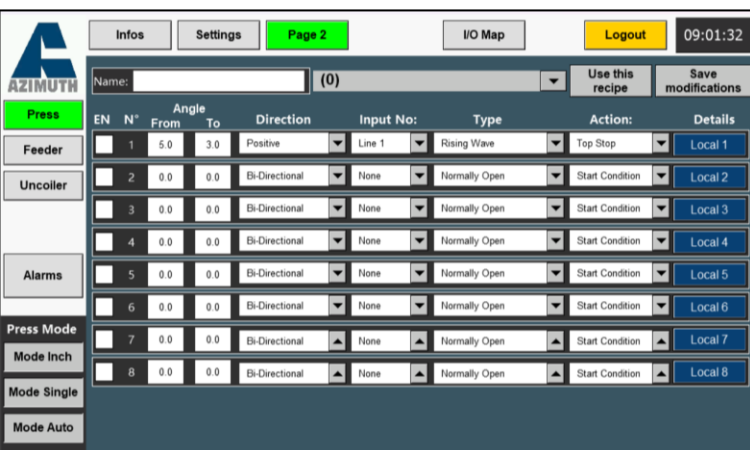 AZIMUTH
Infos Settings Page 2 I/O Map Logout 09:01:32
Name: (0) Use this recipe Save modifications
Press
Feeder
Uncoiler
Alarms
Press Mode
Mode Inch
Mode Single
Mode Auto
EN N° Angle From To Direction Input No: Type Action: Details
1 5.0 3.0 Positive Line 1 Rising Wave Top Stop Local 1
2 0.0 0.0 Bi-Directional None Normally Open Start Condition Local 2
3 0.0 0.0 Bi-Directional None Normally Open Start Condition Local 3
4 0.0 0.0 Bi-Directional None Normally Open Start Condition Local 4
5 0.0 0.0 Bi-Directional None Normally Open Start Condition Local 5
6 0.0 0.0 Bi-Directional None Normally Open Start Condition Local 6
7 0.0 0.0 Bi-Directional None Normally Open Start Condition Local 7
8 0.0 0.0 Bi-Directional None Normally Open Start Condition Local 8